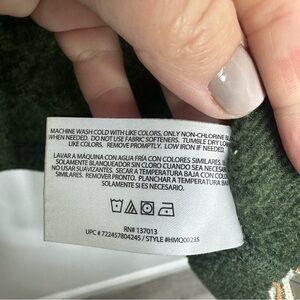 MACHINE WASH COLD WITH LIKE COLORS. ONLY NON-CHLORINE
WHEN NEEDED. DO NOT USE FABRIC SOFTENERS. TUMBLE DRY LOW
LIKE COLORS. REMOVE PROMPTLY. LOW IRON IF NEEDED.
LAVAR A MÁQUINA CON AGUA FRÍA CON COLORES SIMILARES.
SOLAMENTE BLANQUEADOR SIN CLORO CUANDO SEA NECESARIO.
NO USAR SUAVIZANTES. SECAR A TEMPERATURA BAJA CON COLORES
SIMILARES. REMOVER PRONTO. PLANCHAR A TEMPERATURA BAJA
SOLAMENTE SI ES NECESARIO.
RN# 137013
UPC # 722457804245 / STYLE #HMQ00235